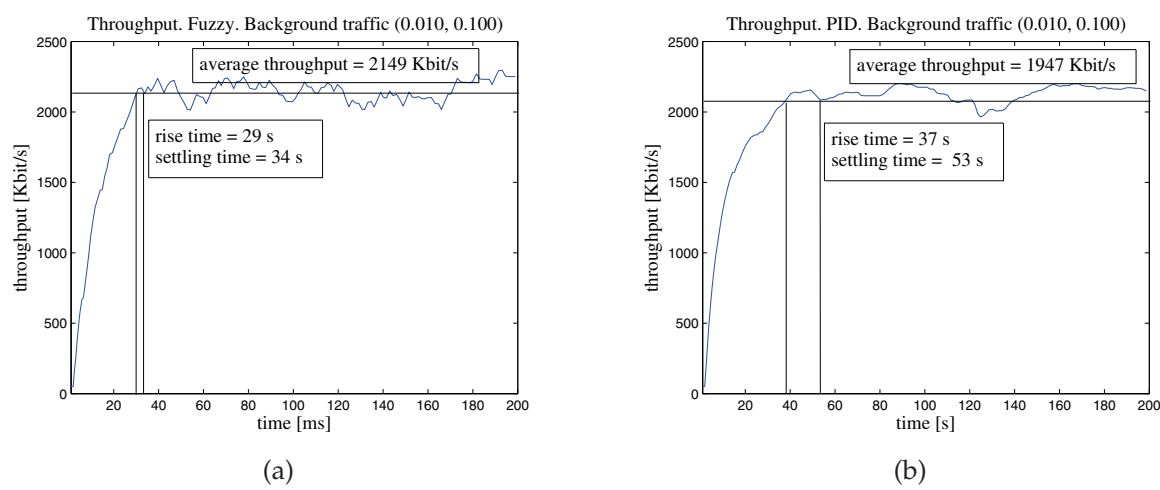 Throughput. Fuzzy. Background traffic (0.010, 0.100)
2500
2000
1500
1000
500
0
throughput [Kbit/s]
average throughput = 2149 Kbit/s
rise time = 29 s
settling time = 34 s
20 40 60 80 100 120 140 160 180 200
time [ms]
(a)
Throughput. PID. Background traffic (0.010, 0.100)
2500
2000
1500
1000
500
0
throughput [Kbit/s]
average throughput = 1947 Kbit/s
rise time = 37 s
settling time = 53 s
20 40 60 80 100 120 140 160 180 200
time [s]
(b)